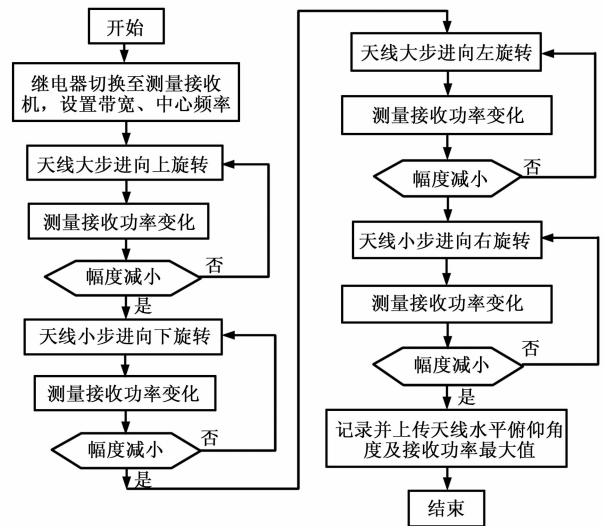 开始
继电器切换至测量接收
机，设置带宽、中心频率
天线大步进向上旋转
测量接收功率变化
幅度减小
否
是
天线小步进向下旋转
测量接收功率变化
幅度减小
否
是
天线大步进向左旋转
测量接收功率变化
幅度减小
否
天线小步进向右旋转
测量接收功率变化
幅度减小
否
是
记录并上传天线水平俯仰角
度及接收功率最大值
结束